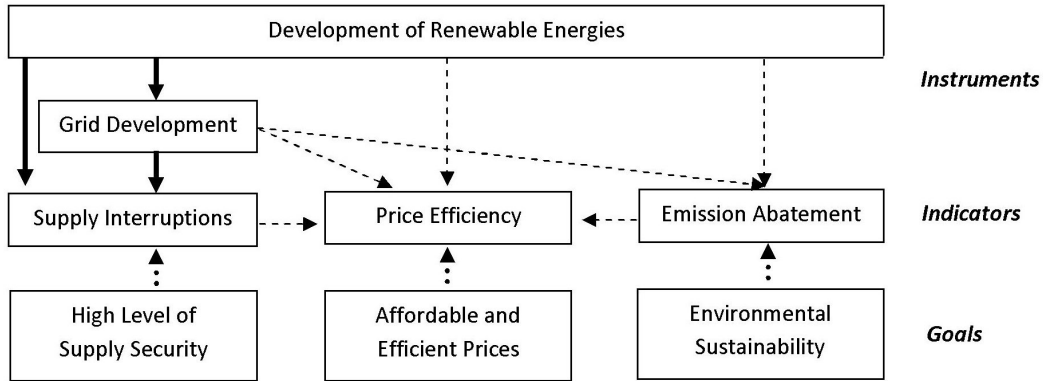 Development of Renewable Energies
Instruments
Grid Development
Supply Interruptions
Price Efficiency
Emission Abatement
Indicators
High Level of
Supply Security
Affordable and
Efficient Prices
Environmental
Sustainability
Goals